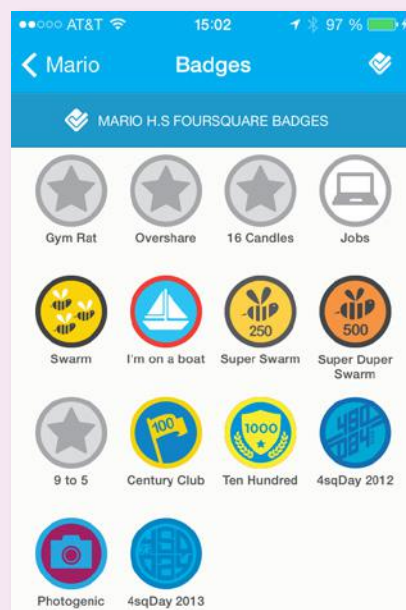 AT&T 15:02 97 %
Mario Badges
MARIO H.S FOURSQUARE BADGES
Gym Rat Overshare 16 Candles Jobs
250 500
Swarm I'm on a boat Super Swarm Super Duper
Swarm
100 1000
9 to 5 Century Club Ten Hundred 4sqDay 2012
Photogenic 4sqDay 2013